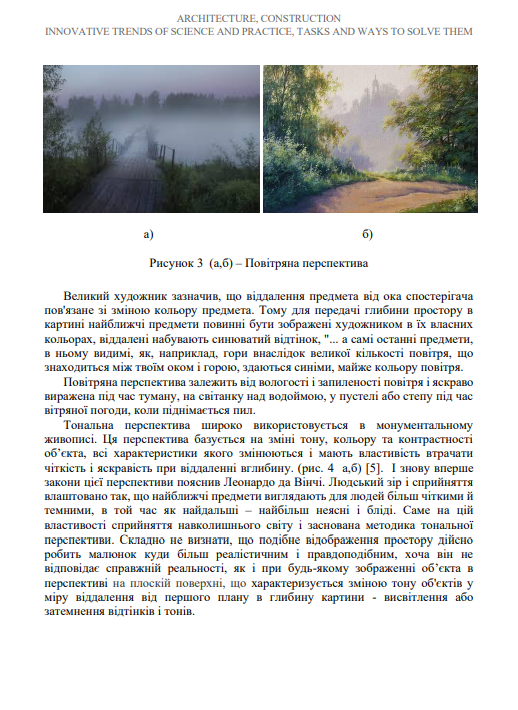 ARCHITECTURE, CONSTRUCTION
INNOVATIVE TRENDS OF SCIENCE AND PRACTICE, TASKS AND WAYS TO SOLVE THEM
а) б)
Рисунок 3 (а,б) – Повітряна перспектива
Великий художник зазначив, що віддалення предмета від ока спостерігача
пов'язане зі зміною кольору предмета. Тому для передачі глибини простору в
картині найближчі предмети повинні бути зображені художником в їх власних
кольорах, віддалені набувають синюватий відтінок, "... а самі останні предмети,
в ньому видимі, як, наприклад, гори внаслідок великої кількості повітря, що
знаходиться між твоїм оком і горою, здаються синіми, майже кольору повітря.
Повітряна перспектива залежить від вологості і запиленості повітря і яскраво
виражена під час туману, на світанку над водоймою, у пустелі або степу під час
вітряної погоди, коли піднімається пил.
Тональна перспектива широко використовується в монументальному
живописі. Ця перспектива базується на зміні тону, кольору та контрастності
об’єкта, всі характеристики якого змінюються і мають властивість втрачати
чіткість і яскравість при віддаленні вглибину. (рис. 4 а,б) [5]. І знову вперше
закони цієї перспективи пояснив Леонардо да Вінчі. Людський зір і сприйняття
влаштовано так, що найближчі предмети виглядають для людей більш чіткими й
темними, в той час як найдальші – найбільш неясні і бліді. Саме на цій
властивості сприйняття навколишнього світу і заснована методика тональної
перспективи. Складно не визнати, що подібне відображення простору дійсно
робить малюнок куди більш реалістичним і правдоподібним, хоча він не
відповідає справжній реальності, як і при будь-якому зображенні об’єкта в
перспективі на плоскій поверхні, що характеризується зміною тону об'єктів у
міру віддалення від першого плану в глибину картини - висвітлення або
затемнення відтінків і тонів.